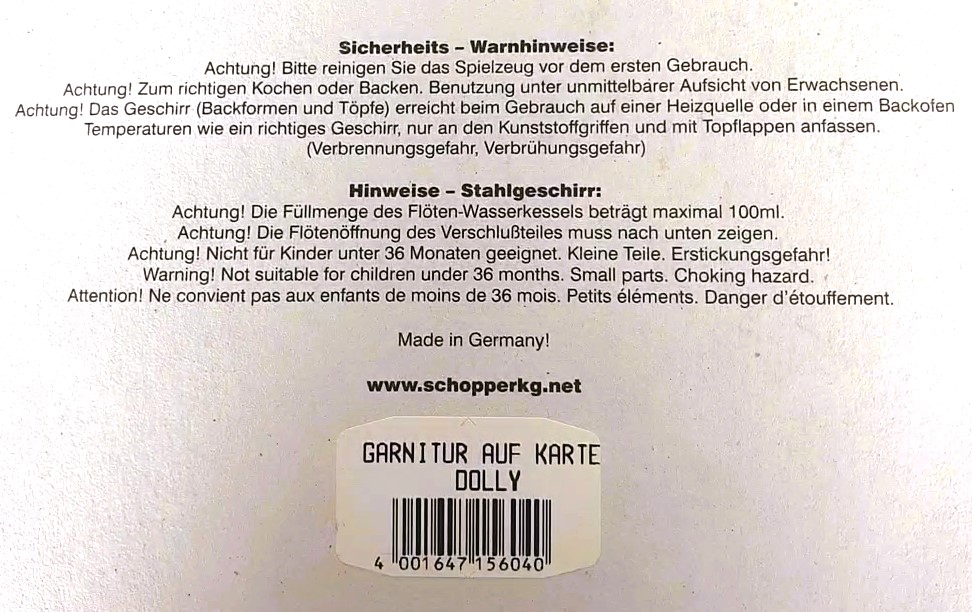 Sicherheits – Warnhinweise:
Achtung! Bitte reinigen Sie das Spielzeug vor dem ersten Gebrauch.
Achtung! Zum richtigen Kochen oder Backen. Benutzung unter unmittelbarer Aufsicht von Erwachsenen.
Achtung! Das Geschirr (Backformen und Töpfe) erreicht beim Gebrauch auf einer Heizquelle oder in einem Backofen
Temperaturen wie ein richtiges Geschirr, nur an den Kunststoffgriffen und mit Topflappen anfassen.
(Verbrennungsgefahr, Verbrühungsgefahr)
Hinweise – Stahlgeschirr:
Achtung! Die Füllmenge des Flöten-Wasserkessels beträgt maximal 100ml.
Achtung! Die Flötenöffnung des Verschlußteiles muss nach unten zeigen.
Achtung! Nicht für Kinder unter 36 Monaten geeignet. Kleine Teile. Erstickungsgefahr!
Warning! Not suitable for children under 36 months. Small parts. Choking hazard.
Attention! Ne convient pas aux enfants de moins de 36 mois. Petits éléments. Danger d'étouffement.
Made in Germany!
www.schopperkg.net
GARNITUR AUF KARTE
DOLLY
4 001647 156040